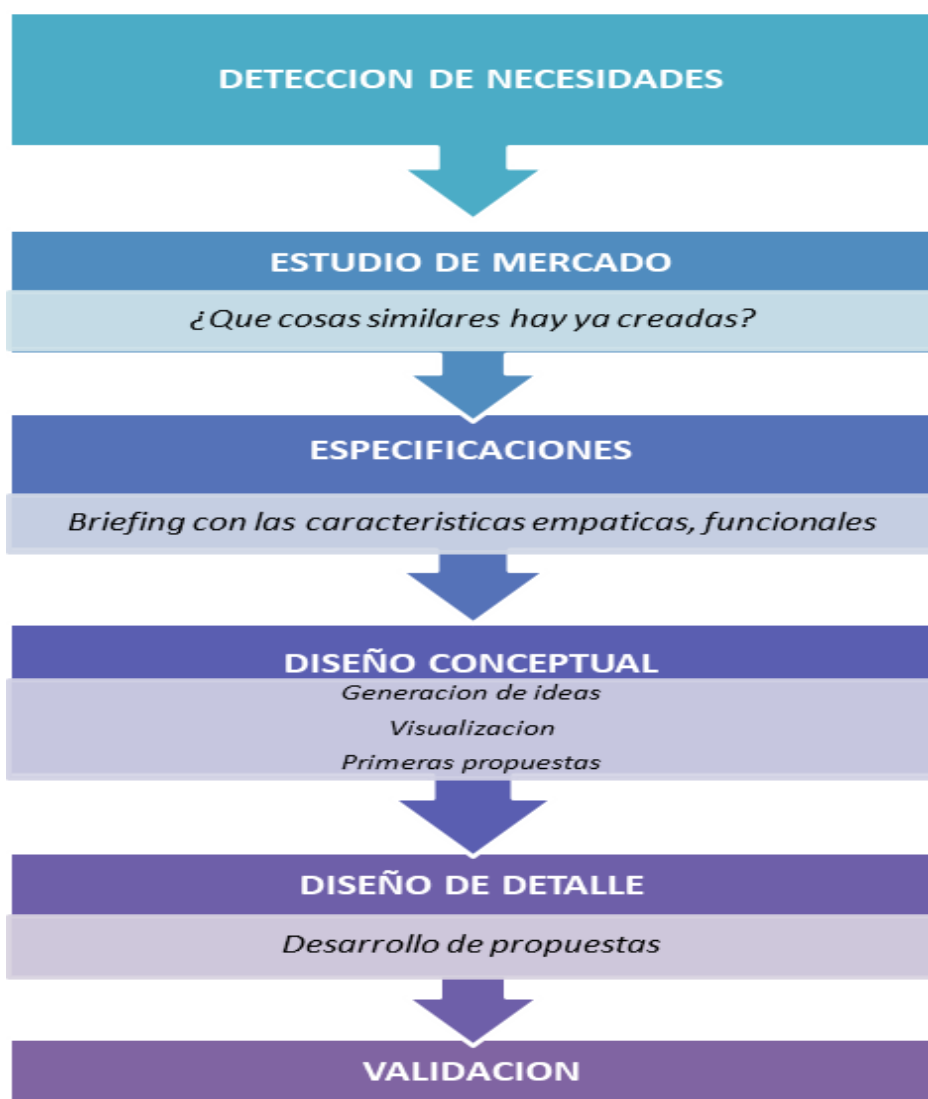 DETECCION DE NECESIDADES
ESTUDIO DE MERCADO
¿Que cosas similares hay ya creadas?
ESPECIFICACIONES
Briefing con las caracteristicas empaticas, funcionales
DISEÑO CONCEPTUAL
Generacion de ideas
Visualizacion
Primeras propuestas
DISEÑO DE DETALLE
Desarrollo de propuestas
VALIDACION